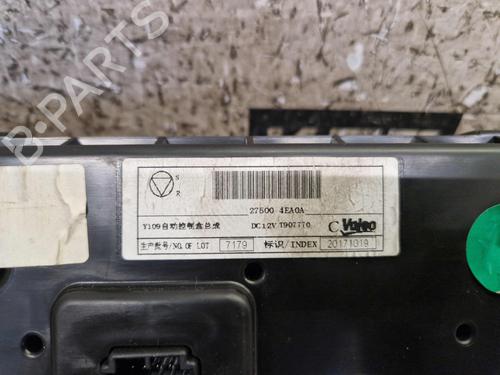 B-PARTS
S
R
27500 4EA0A
Y109自动控制盒总成 DC12V T907770
C Valeo
生产批号/NO.OF LOT 7179 标识/INDEX 20171019